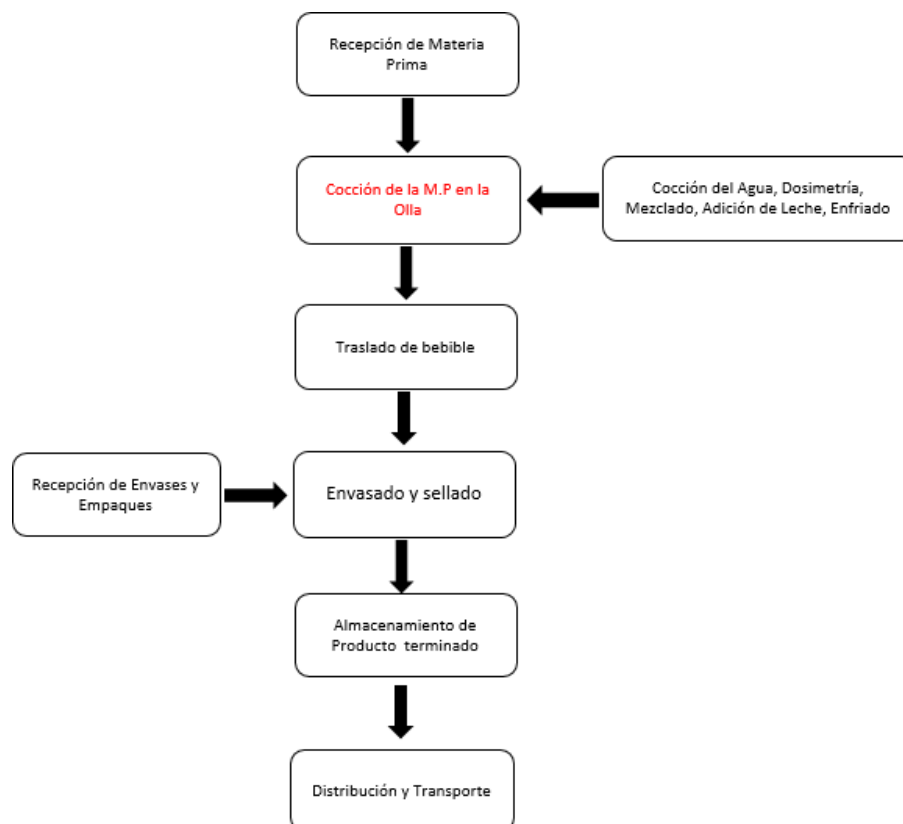 Recepción de Materia
Prima
Cocción de la M.P en la
Olla
Cocción del Agua, Dosimetría,
Mezclado, Adición de Leche, Enfriado
Traslado de bebible
Recepción de Envases y
Empaques
Envasado y sellado
Almacenamiento de
Producto terminado
Distribución y Transporte